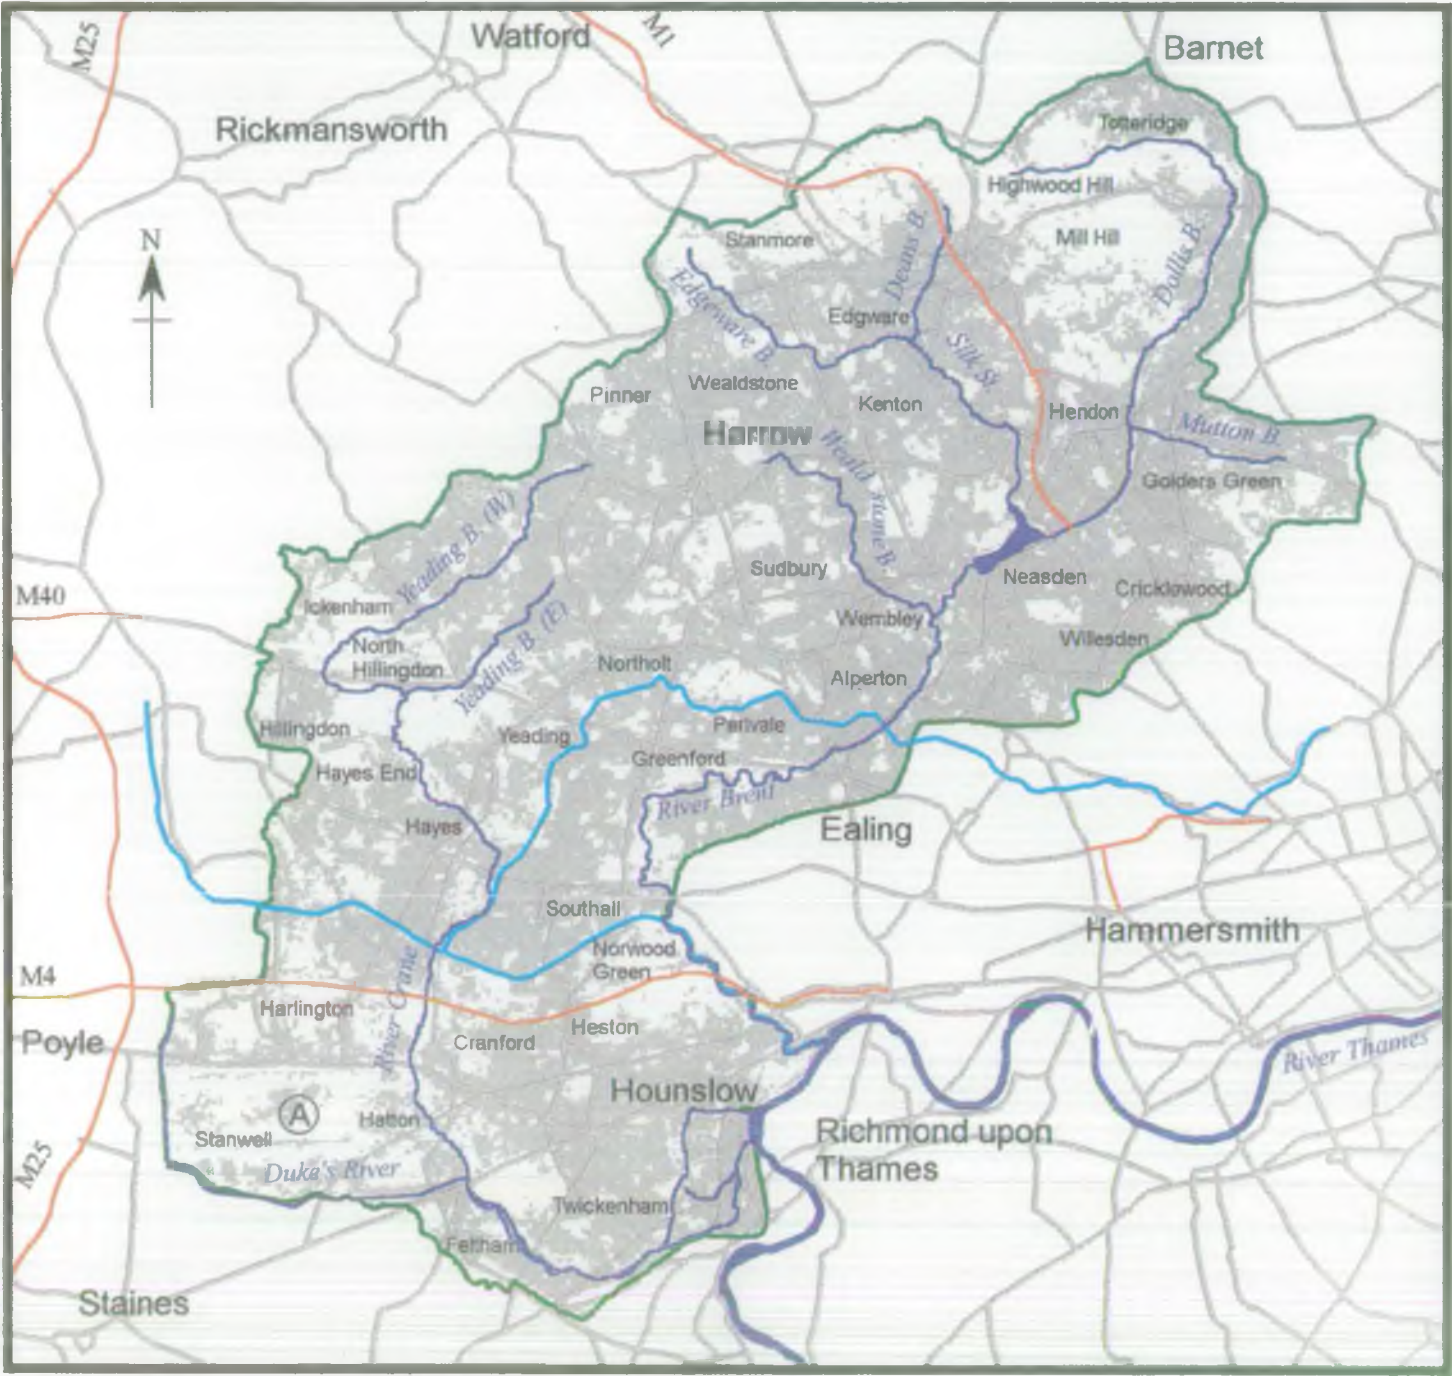 M25
Watford
M1
Barnet
Rickmansworth
Totteridge
Highwood Hill
N
Stanmore
Deans B.
Mill Hill
Dollis B.
Edgeware B.
Edgware
Silk St.
Pinner
Wealdstone
Kenton
Hendon
Harrow
Mutton B.
Weald stone B.
Golders Green
Yeading B. (W)
Sudbury
Neasden
Cricklewood
M40
Ickenham
Yeading B. (E)
Wembley
Willesden
North
Hillingdon
Northolt
Alperton
Hillingdon
Yeading
Perivale
Greenford
Hayes End
River Brent
Hayes
Ealing
Southall
Hammersmith
Norwood
Green
M4
River Crane
Harlington
Cranford
Heston
Poyle
River Thames
Hounslow
A
Hatton
Stanwell
Richmond upon
Thames
M25
Duke's River
Twickenham
Feltham
Staines